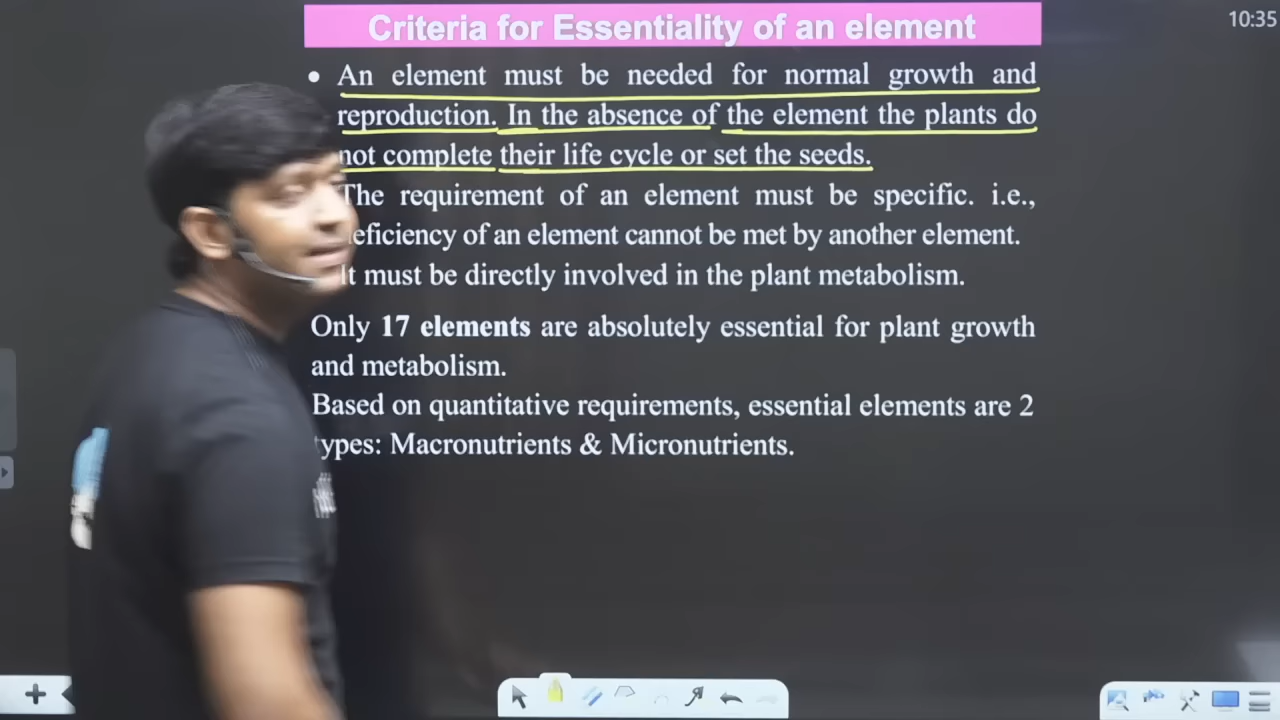 Criteria for Essentiality of an element
10:35
• An element must be needed for normal growth and
reproduction. In the absence of the element the plants do
not complete their life cycle or set the seeds.
The requirement of an element must be specific. i.e.,
eficiency of an element cannot be met by another element.
It must be directly involved in the plant metabolism.
Only 17 elements are absolutely essential for plant growth
and metabolism.
Based on quantitative requirements, essential elements are 2
ypes: Macronutrients & Micronutrients.